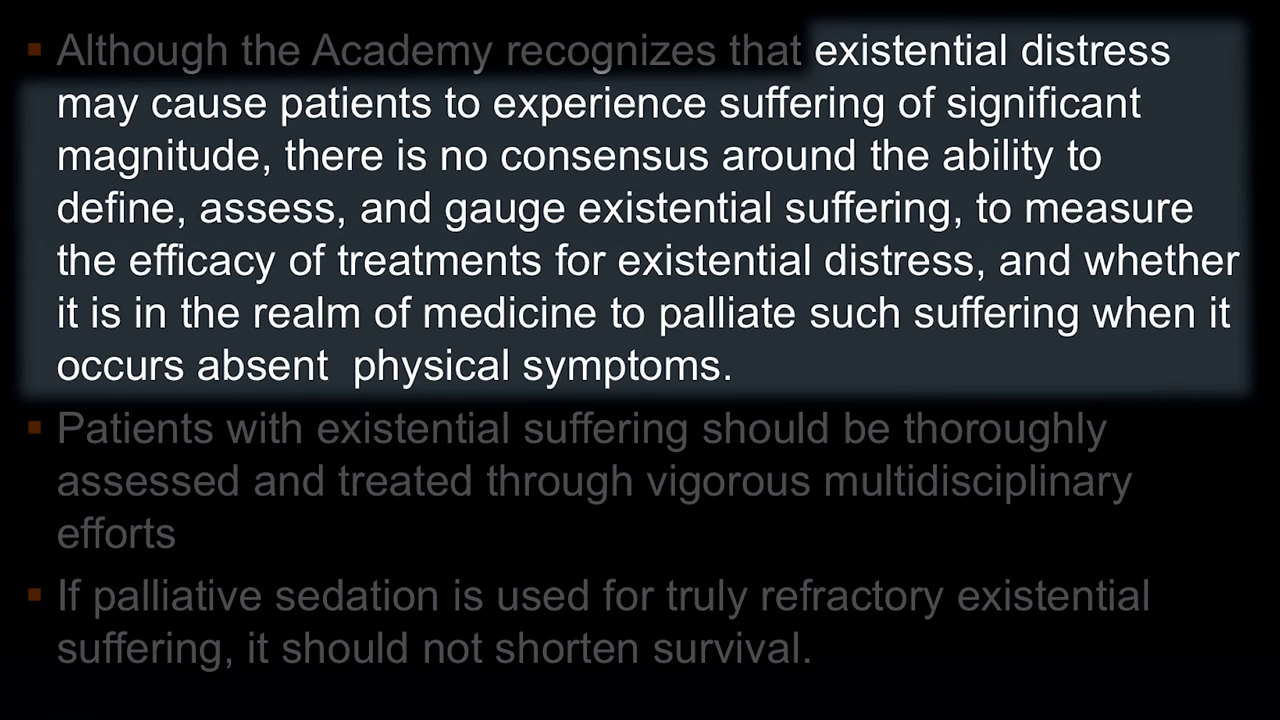 ▪ Although the Academy recognizes that existential distress
may cause patients to experience suffering of significant
magnitude, there is no consensus around the ability to
define, assess, and gauge existential suffering, to measure
the efficacy of treatments for existential distress, and whether
it is in the realm of medicine to palliate such suffering when it
occurs absent  physical symptoms.
▪ Patients with existential suffering should be thoroughly
assessed and treated through vigorous multidisciplinary
efforts
▪ If palliative sedation is used for truly refractory existential
suffering, it should not shorten survival.